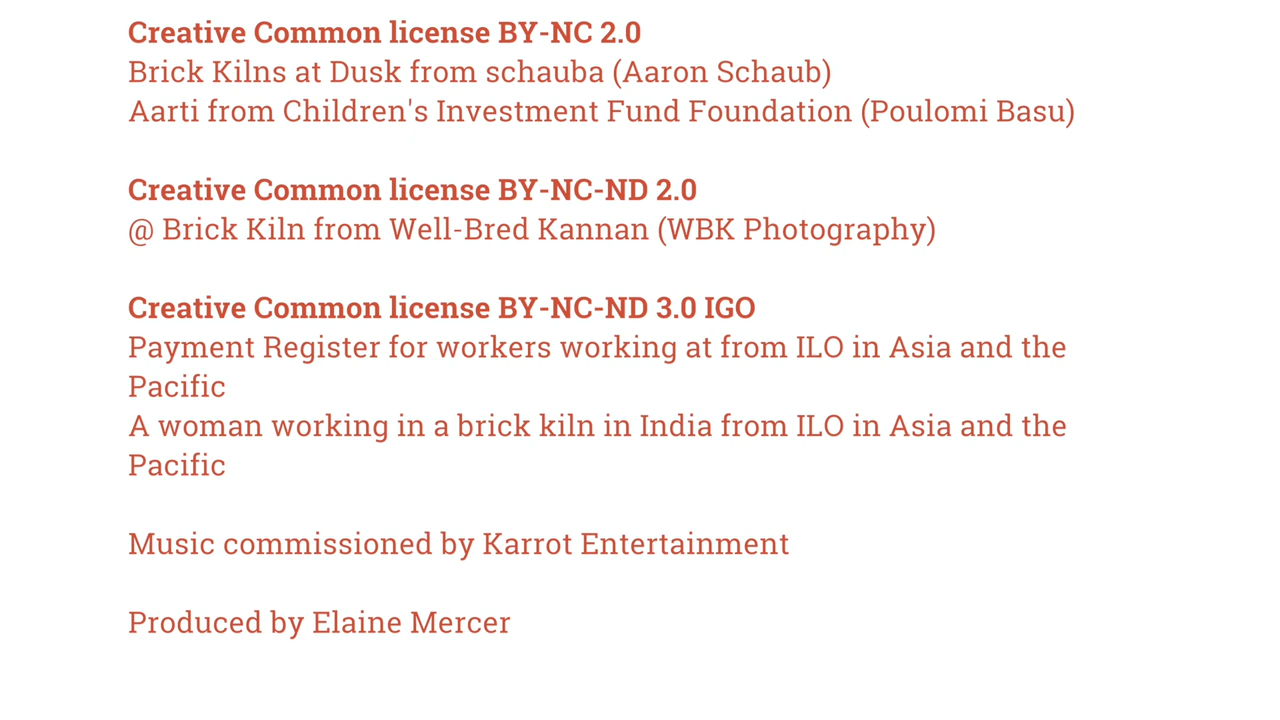 Creative Common license BY-NC 2.0
Brick Kilns at Dusk from schauba (Aaron Schaub)
Aarti from Children's Investment Fund Foundation (Poulomi Basu)
Creative Common license BY-NC-ND 2.0
@ Brick Kiln from Well-Bred Kannan (WBK Photography)
Creative Common license BY-NC-ND 3.0 IGO
Payment Register for workers working at from ILO in Asia and the
Pacific
A woman working in a brick kiln in India from ILO in Asia and the
Pacific
Music commissioned by Karrot Entertainment
Produced by Elaine Mercer